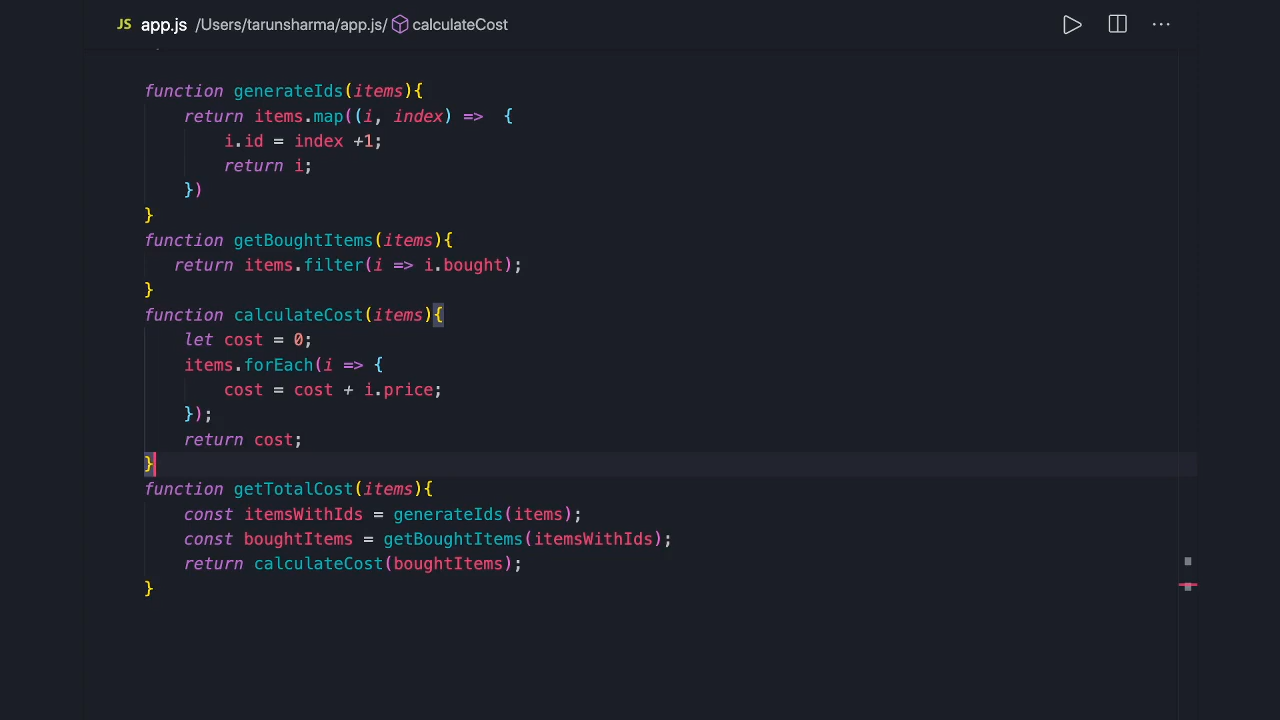 JS app.js /Users/tarunsharma/app.js/ calculateCost
function generateIds(items){
    return items.map((i, index) =>  {
        i.id = index +1;
        return i;
    })
}
function getBoughtItems(items){
   return items.filter(i => i.bought);
}
function calculateCost(items){
    let cost = 0;
    items.forEach(i => {
        cost = cost + i.price;
    });
    return cost;
}
function getTotalCost(items){
    const itemsWithIds = generateIds(items);
    const boughtItems = getBoughtItems(itemsWithIds);
    return calculateCost(boughtItems);
}